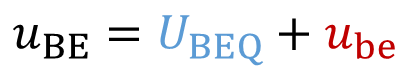 u_BE = U_BEQ + u_be